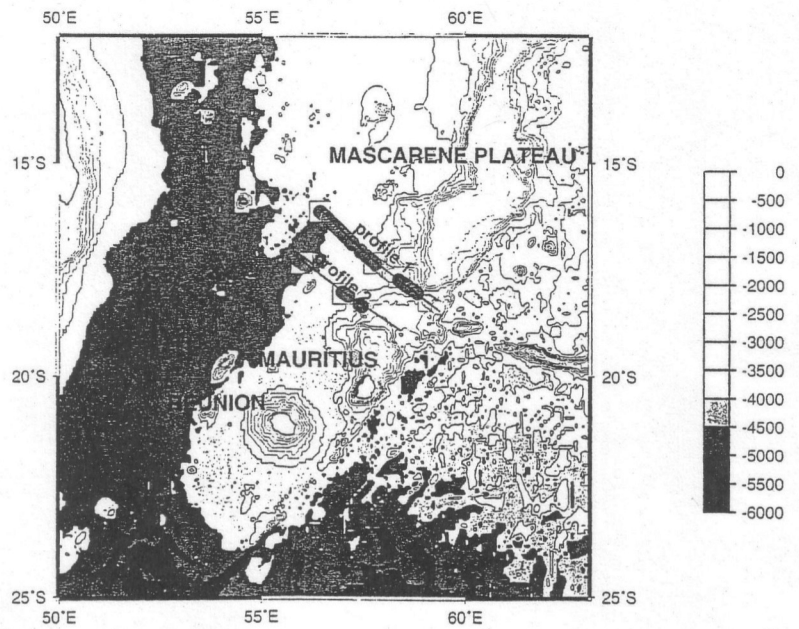 50°E 55°E 60°E
15°S
MASCARENE PLATEAU
profile
profile
MAURITIUS
20°S 20°S
REUNION
25°S 25°S
50°E 55°E 60°E
15°S
0
-500
-1000
-1500
-2000
-2500
-3000
-3500
-4000
-4500
-5000
-5500
-6000